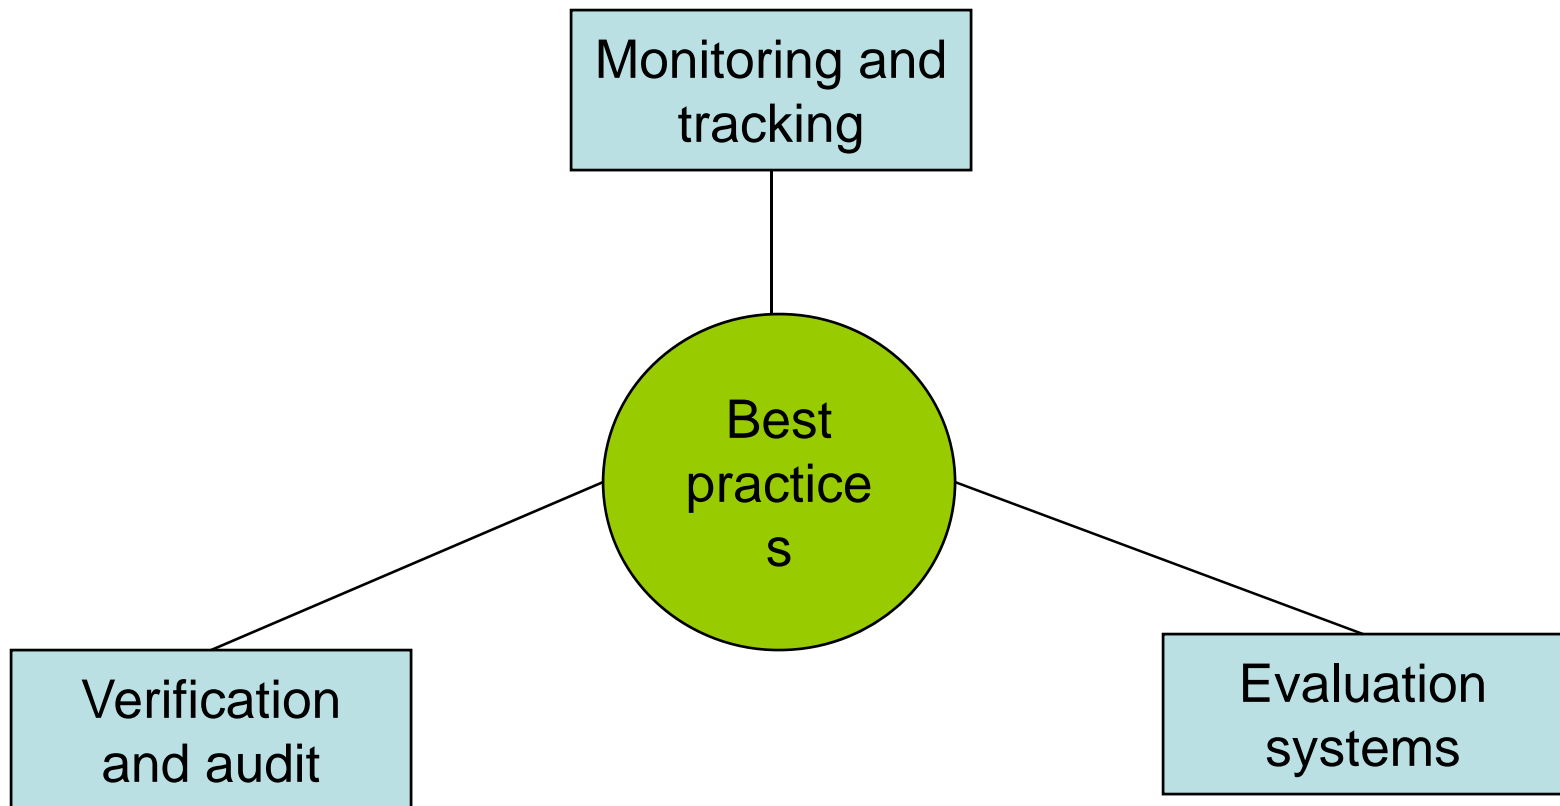 Monitoring and
tracking
Best
practice
s
Verification
and audit
Evaluation
systems